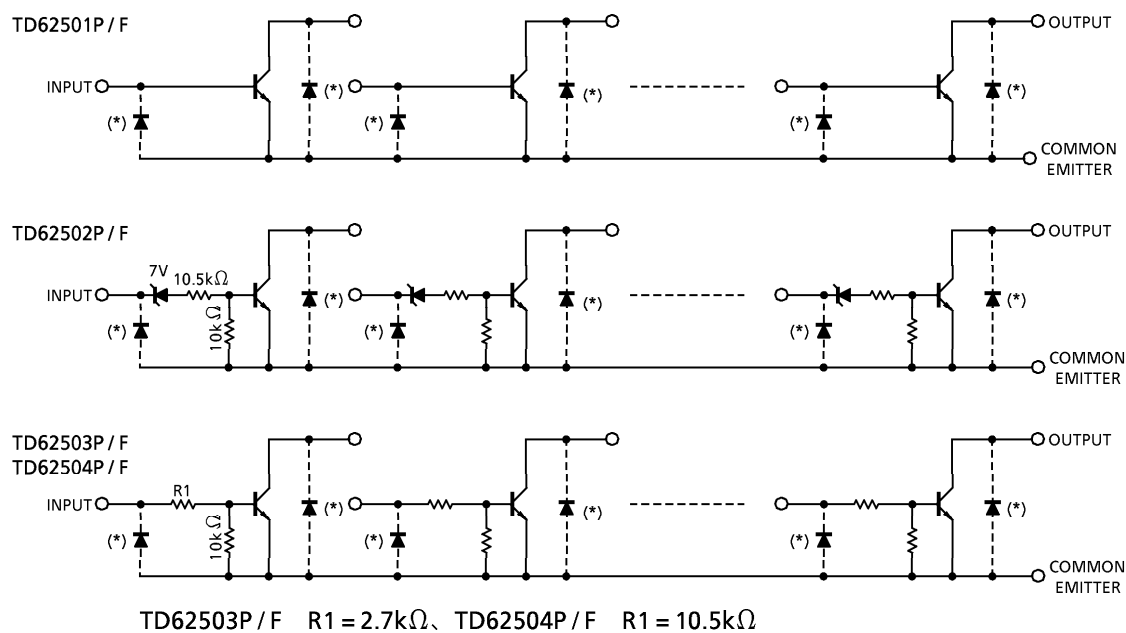 TD62501P / F
OUTPUT
INPUT
(*)
(*)
(*)
(*)
(*)
(*)
COMMON
EMITTER
TD62502P / F
OUTPUT
7V
10.5kΩ
INPUT
10kΩ
(*)
(*)
(*)
(*)
(*)
(*)
COMMON
EMITTER
TD62503P / F
TD62504P / F
OUTPUT
R1
INPUT
10kΩ
(*)
(*)
(*)
(*)
(*)
(*)
COMMON
EMITTER
TD62503P / F R1 = 2.7kΩ、TD62504P / F R1 = 10.5kΩ